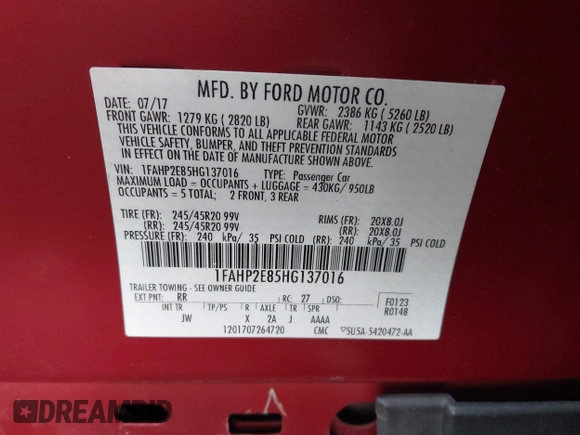 MFD. BY FORD MOTOR CO.
DATE: 07/17 GVWR: 2386 KG ( 5260 LB)
FRONT GAWR: 1279 KG ( 2820 LB) REAR GAWR: 1143 KG ( 2520 LB)
THIS VEHICLE CONFORMS TO ALL APPLICABLE FEDERAL MOTOR
VEHICLE SAFETY, BUMPER, AND THEFT PREVENTION STANDARDS
IN EFFECT ON THE DATE OF MANUFACTURE SHOWN ABOVE.
VIN: 1FAHP2E85HG137016 TYPE: Passenger Car
MAXIMUM LOAD = OCCUPANTS + LUGGAGE = 430KG/ 950LB
OCCUPANTS = 5 TOTAL; 2 FRONT, 3 REAR
TIRE (FR): 245/45R20 99V RIMS (FR): 20X8.0J
(RR): 245/45R20 99V (RR): 20X8.0J
PRESSURE (FR): 240 kPa/ 35 PSI COLD (RR) 240 kPa/ 35 PSI COLD
1FAHP2E85HG137016
TRAILER TOWING - SEE OWNER GUIDE
EXT PNT: RR RC: 27 DSO: F0123
INT TR TP/PS R AXLE TR SPR R0148
JW X 2A J AAAA
1201707264720 CMC 5U5A-5420472-AA
DREAMBID